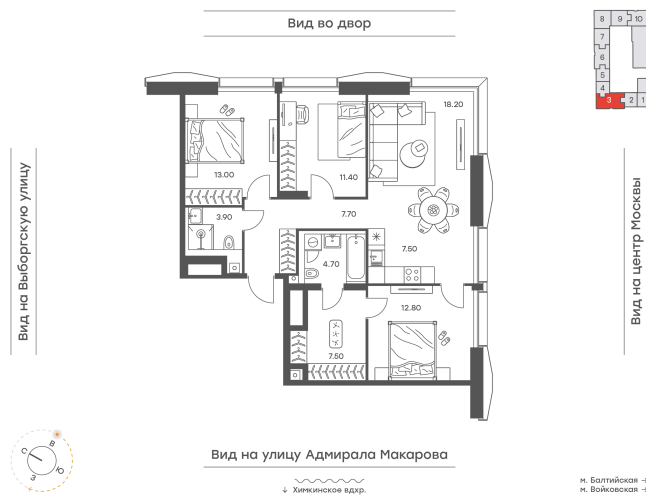 Вид во двор
8 9 10
7
6
5
4
3 2 1
18.20
13.00
11.40
3.90
7.70
7.50
4.70
12.80
7.50
Вид на Выборгскую улицу
Вид на центр Москвы
Вид на улицу Адмирала Макарова
↓ Химкинское вдхр.
В
С
Ю
З
м. Балтийская
м. Войковская